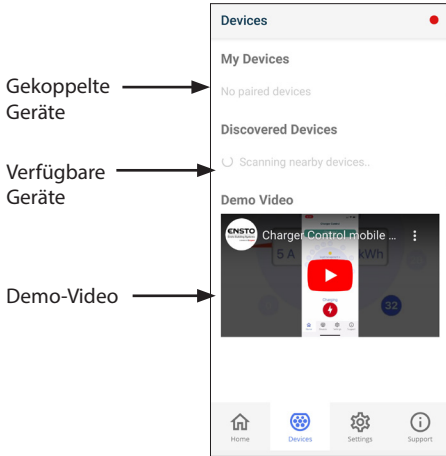 Devices
My Devices
Gekoppelte
Geräte
No paired devices
Discovered Devices
Verfügbare
Geräte
Scanning nearby devices..
Demo Video
ENSTO
Charger Control mobile ...
5 A
kWh
Demo-Video
Charging
32
Home
Devices
Settings
Support